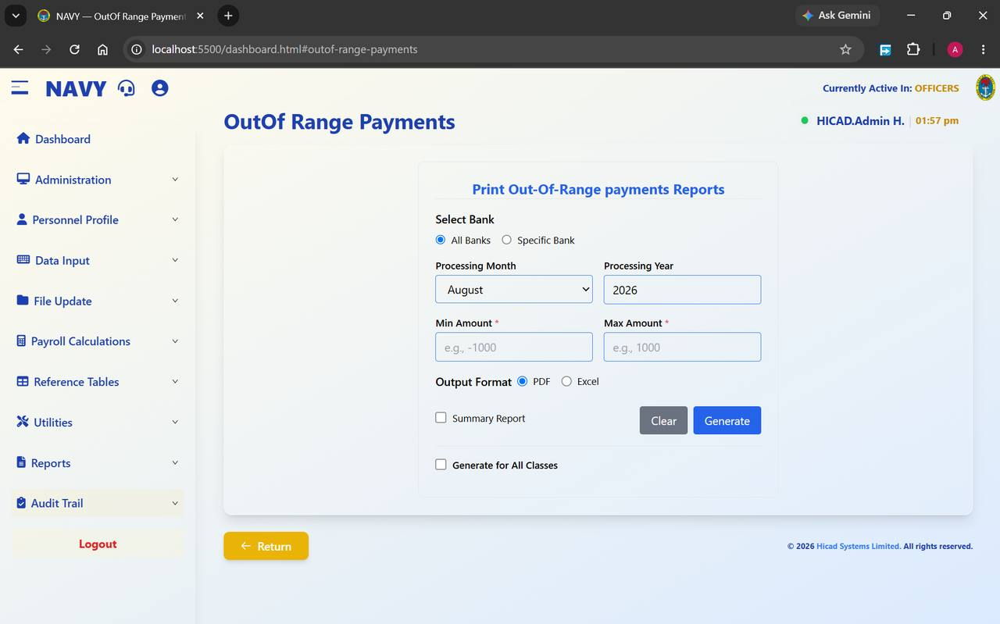 NAVY — OutOf Range Payment
Ask Gemini
localhost:5500/dashboard.html#outof-range-payments
A
NAVY
Currently Active In: OFFICERS
OutOf Range Payments
HICAD.Admin H. | 01:57 pm
Dashboard
Administration
Personnel Profile
Data Input
File Update
Payroll Calculations
Reference Tables
Utilities
Reports
Audit Trail
Logout
Print Out-Of-Range payments Reports
Select Bank
All Banks Specific Bank
Processing Month Processing Year
August 2026
Min Amount * Max Amount *
e.g., -1000 e.g., 1000
Output Format PDF Excel
Summary Report Clear Generate
Generate for All Classes
← Return
© 2026 Hicad Systems Limited. All rights reserved.